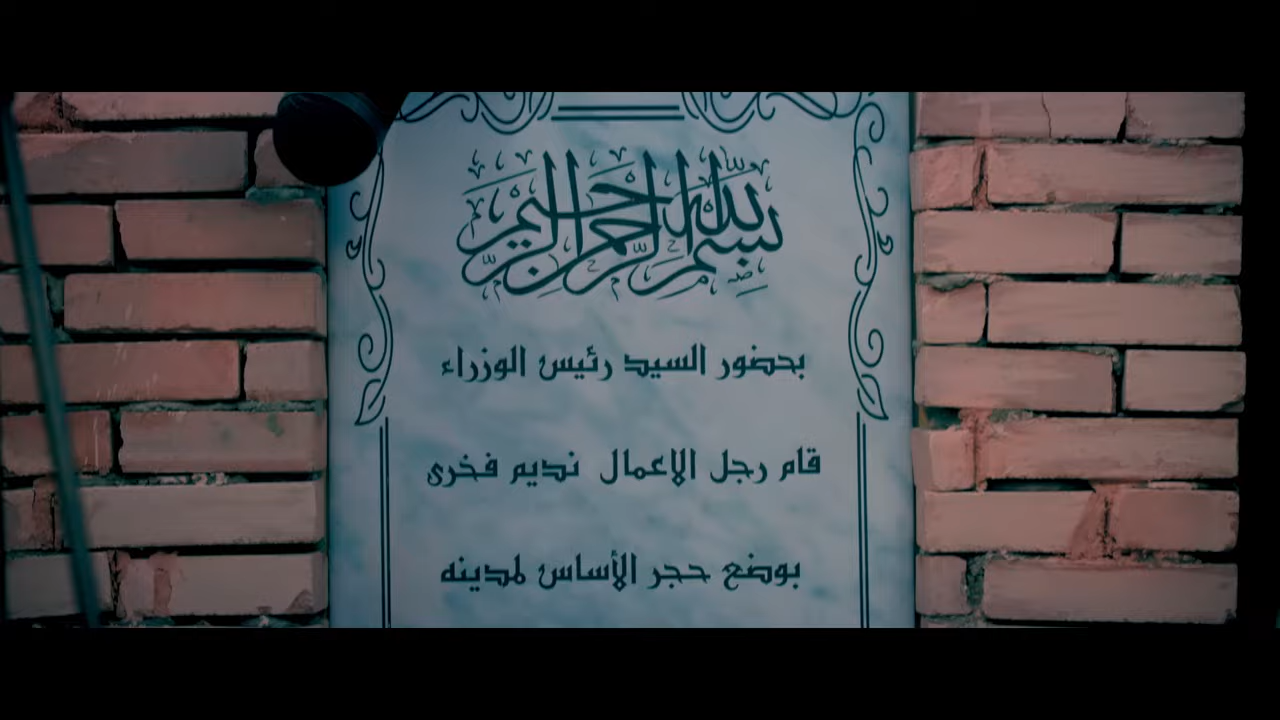 بسم الله الرحمن الرحيم
بحضور السيد رئيس الوزراء
قام رجل الاعمال نديم فخرى
بوضع حجر الأساس لمدينه